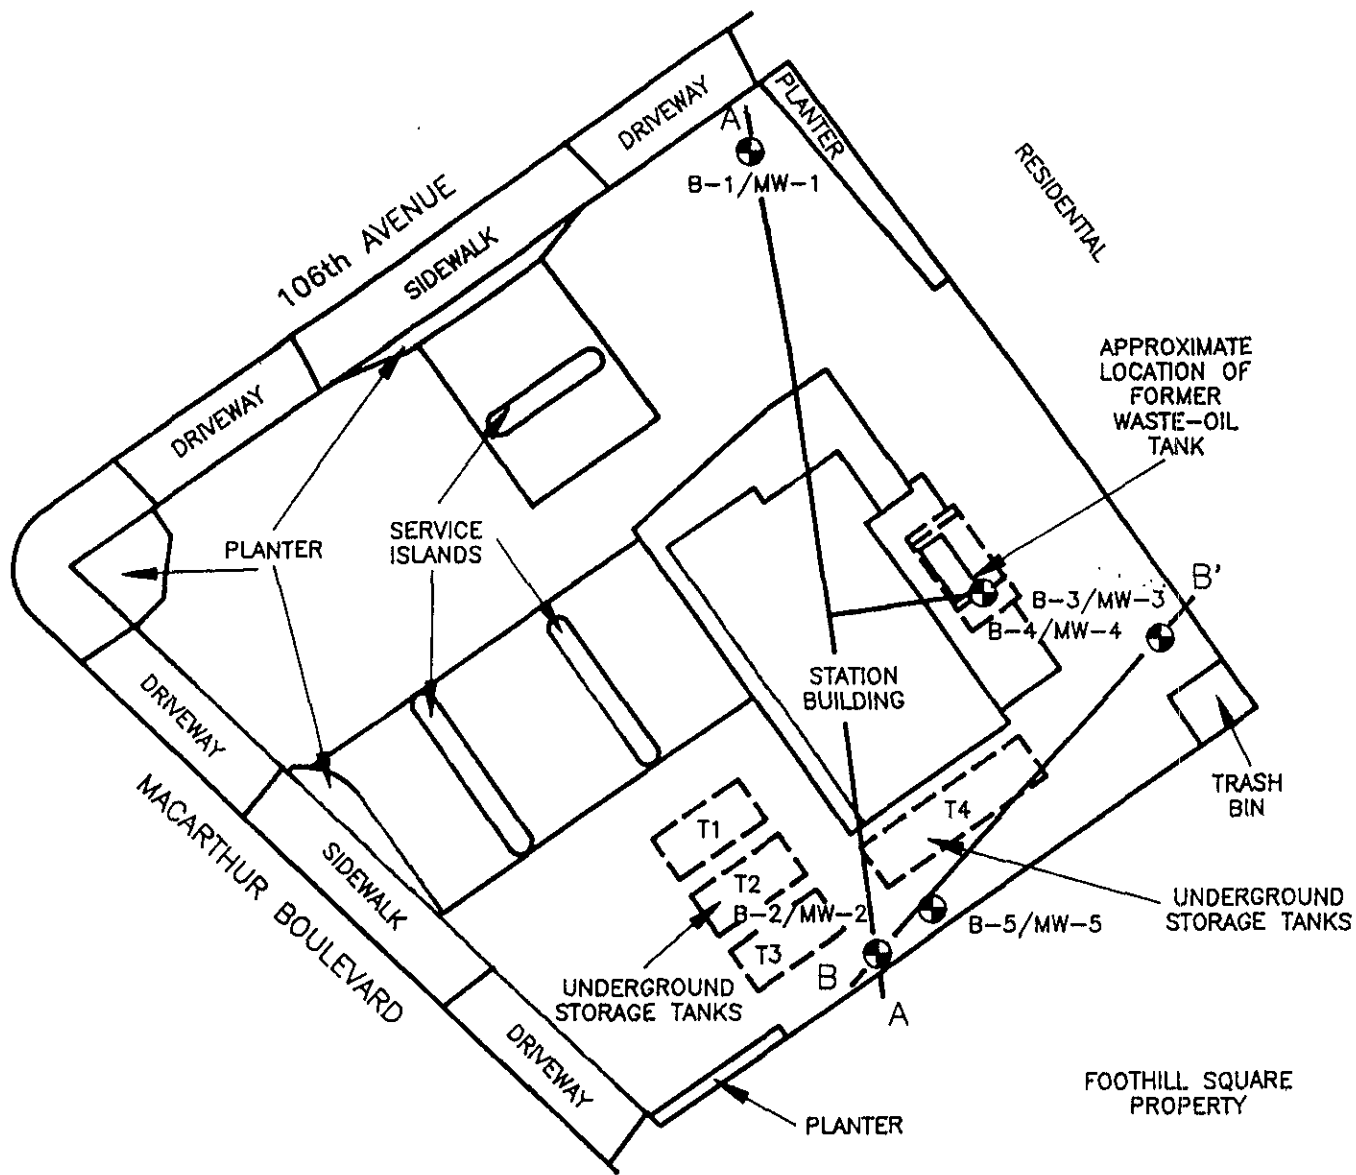 DRIVEWAY
A
PLANTER
B-1/MW-1
RESIDENTIAL
106th AVENUE
SIDEWALK
DRIVEWAY
APPROXIMATE
LOCATION OF
FORMER
WASTE-OIL
TANK
PLANTER
SERVICE
ISLANDS
B'
B-3/MW-3
B-4/MW-4
STATION
BUILDING
DRIVEWAY
MACARTHUR BOULEVARD
SIDEWALK
DRIVEWAY
TRASH
BIN
T1
T2
T3
T4
B-2/MW-2
B-5/MW-5
UNDERGROUND
STORAGE TANKS
UNDERGROUND
STORAGE TANKS
B
A
FOOTHILL SQUARE
PROPERTY
PLANTER